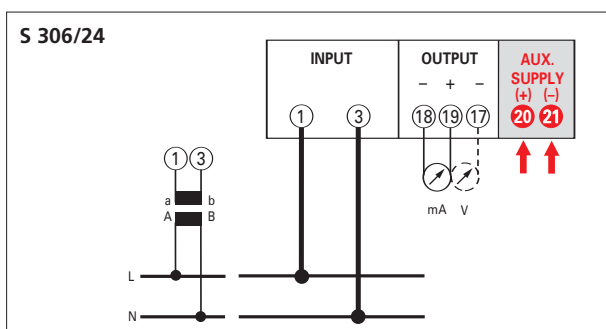 S 306/24
INPUT
OUTPUT
AUX.
SUPPLY
– + –
(+) (–)
1 3
18 19 17
20 21
1 3
a b
A B
mA V
L
N